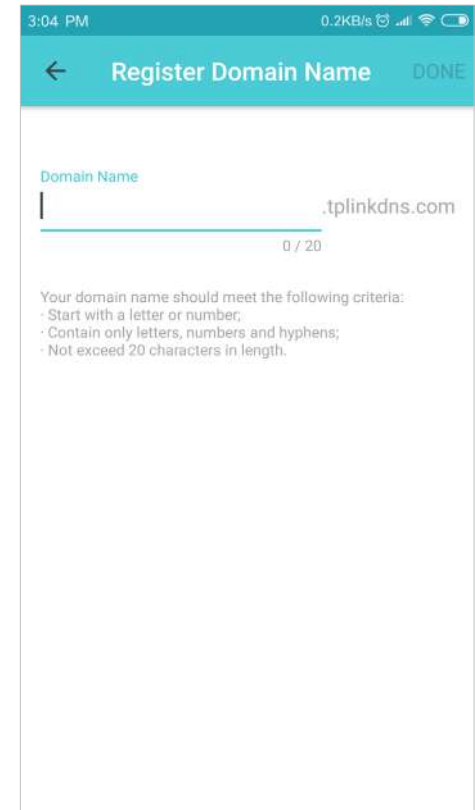 3:04 PM 0.2KB/s
Register Domain Name DONE
Domain Name
.tplinkdns.com
0 / 20
Your domain name should meet the following criteria:
· Start with a letter or number;
· Contain only letters, numbers and hyphens;
· Not exceed 20 characters in length.